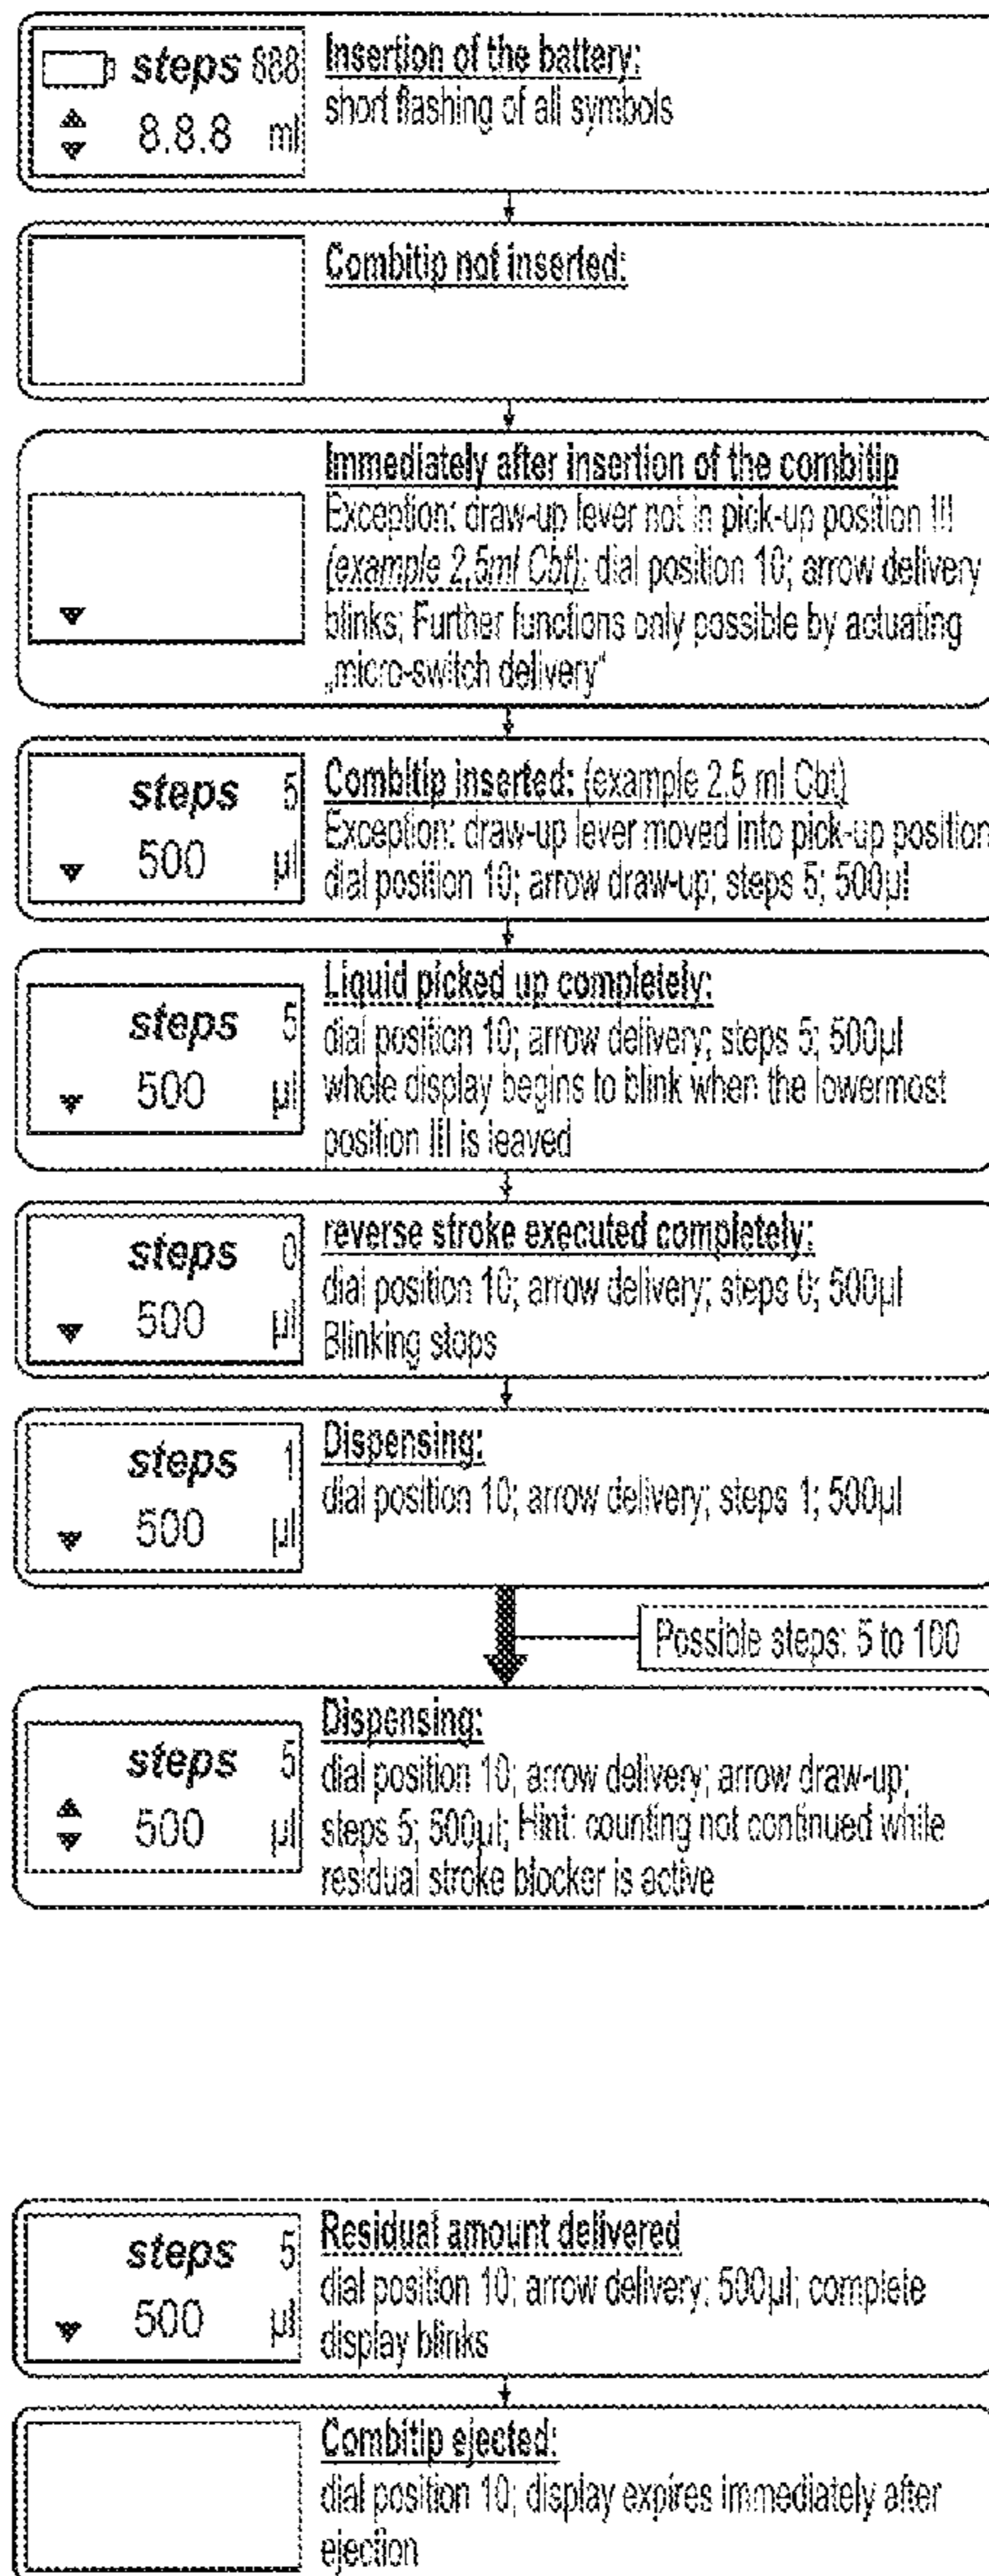 steps 888
8.8.8 ml
Insertion of the battery:
short flashing of all symbols
Combitip not inserted:
Immediately after insertion of the combitip
Exception: draw-up lever not in pick-up position III
(example 2,5ml Cbt): dial position 10; arrow delivery
blinks; Further functions only possible by actuating
„micro-switch delivery“
steps 5
500 µl
Combitip inserted: (example 2.5 ml Cbt)
Exception: draw-up lever moved into pick-up position
dial position 10; arrow draw-up; steps 5; 500µl
steps 5
500 µl
Liquid picked up completely:
dial position 10; arrow delivery; steps 5; 500µl
whole display begins to blink when the lowermost
position III is leaved
steps 0
500 µl
reverse stroke executed completely:
dial position 10; arrow delivery; steps 0; 500µl
Blinking stops
steps 1
500 µl
Dispensing:
dial position 10; arrow delivery; steps 1; 500µl
Possible steps: 5 to 100
steps 5
500 µl
Dispensing:
dial position 10; arrow delivery; arrow draw-up;
steps 5; 500µl; Hint: counting not continued while
residual stroke blocker is active
steps 5
500 µl
Residual amount delivered
dial position 10; arrow delivery; 500µl; complete
display blinks
Combitip ejected:
dial position 10; display expires immediately after
ejection